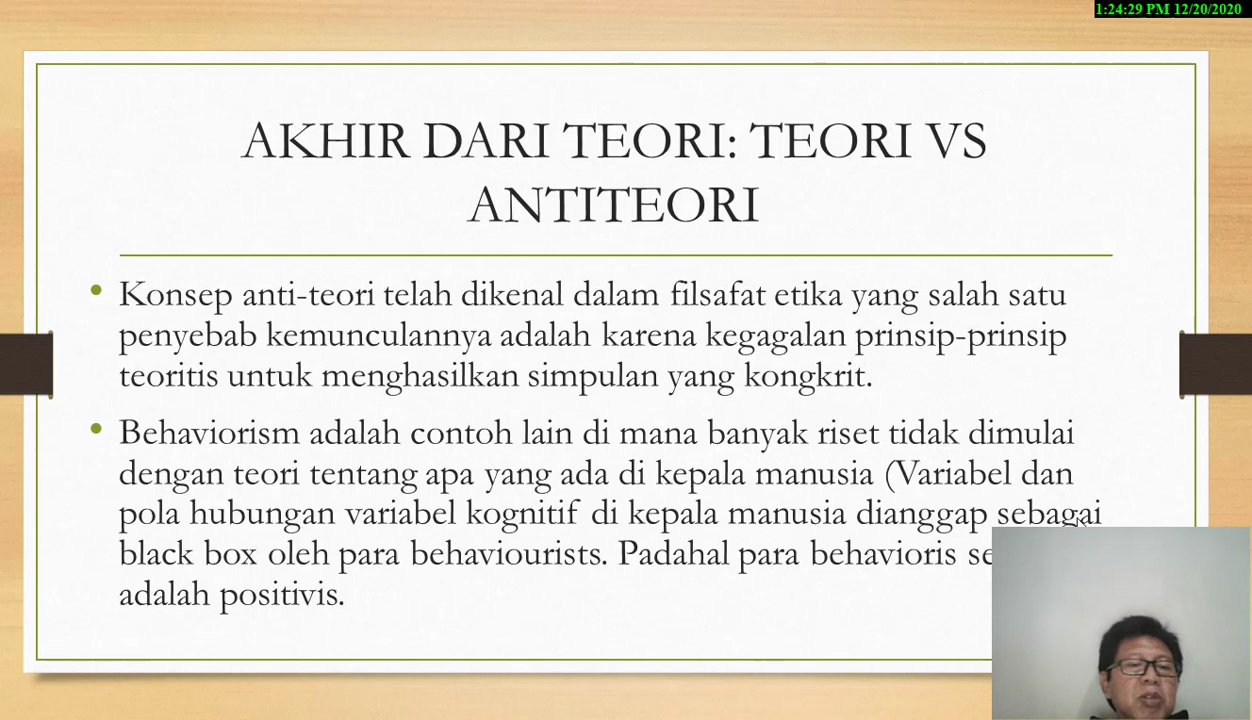 1:24:29 PM 12/20/2020
AKHIR DARI TEORI: TEORI VS
ANTITEORI
• Konsep anti-teori telah dikenal dalam filsafat etika yang salah satu
penyebab kemunculannya adalah karena kegagalan prinsip-prinsip
teoritis untuk menghasilkan simpulan yang kongkrit.
• Behaviorism adalah contoh lain di mana banyak riset tidak dimulai
dengan teori tentang apa yang ada di kepala manusia (Variabel dan
pola hubungan variabel kognitif di kepala manusia dianggap sebagai
black box oleh para behaviourists. Padahal para behavioris
adalah positivis.